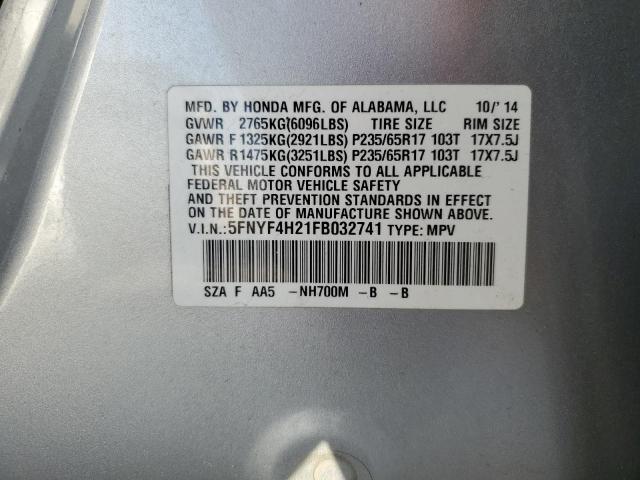 MFD. BY HONDA MFG. OF ALABAMA, LLC 10/'14
GVWR 2765KG(6096LBS) TIRE SIZE RIM SIZE
GAWR F 1325KG(2921LBS) P235/65R17 103T 17X7.5J
GAWR R1475KG(3251LBS) P235/65R17 103T 17X7.5J
THIS VEHICLE CONFORMS TO ALL APPLICABLE
FEDERAL MOTOR VEHICLE SAFETY
AND THEFT PREVENTION STANDARDS IN EFFECT
ON THE DATE OF MANUFACTURE SHOWN ABOVE.
V.I.N.:5FNYF4H21FB032741 TYPE: MPV
SZA F AA5 -NH700M -B -B